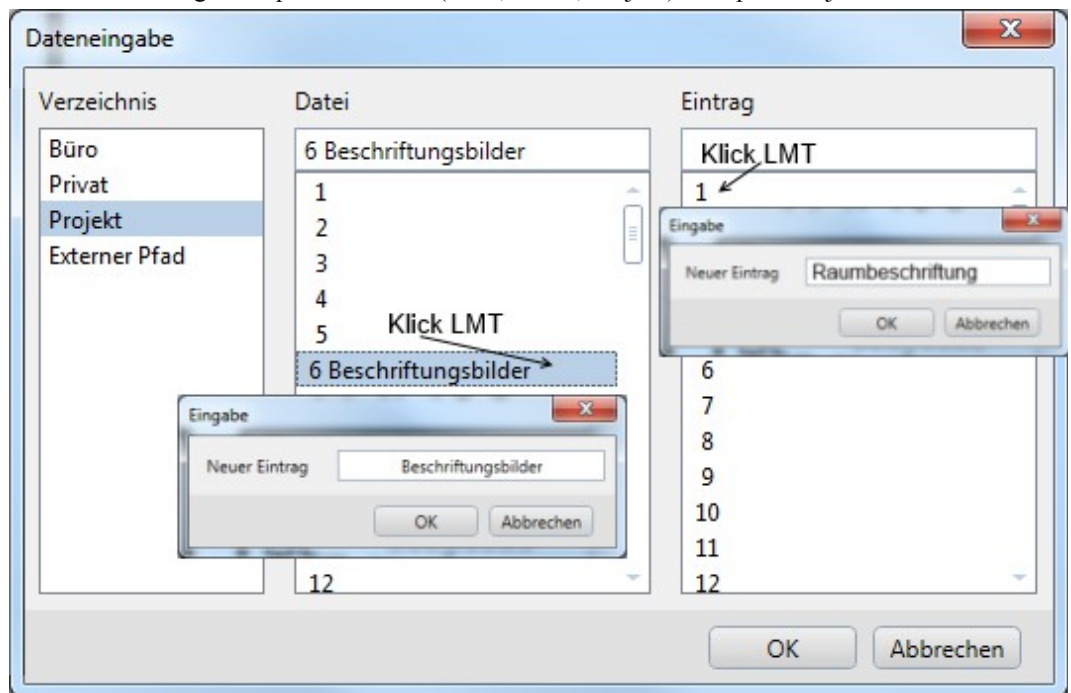 Dateneingabe
Verzeichnis
Büro
Privat
Projekt
Externer Pfad
Datei
6 Beschriftungsbilder
1
2
3
4
5
Klick LMT
6 Beschriftungsbilder
Eingabe
Neuer Eintrag Beschriftungsbilder
OK Abbrechen
12
Eintrag
Klick LMT
1
Eingabe
Neuer Eintrag Raumbeschriftung
OK Abbrechen
6
7
8
9
10
11
12
OK Abbrechen